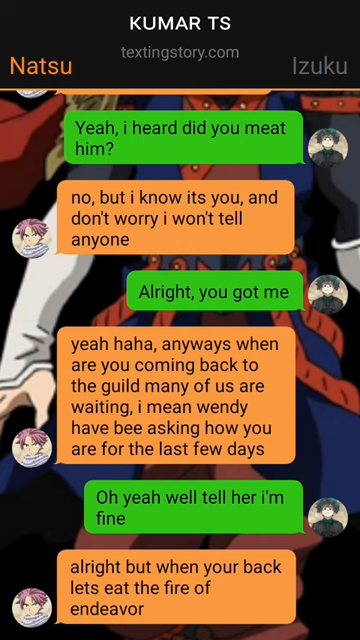 KUMAR TS
textingstory.com
Natsu
Izuku
Yeah, i heard did you meat
him?
no, but i know its you, and
don't worry i won't tell
anyone
Alright, you got me
yeah haha, anyways when
are you coming back to
the guild many of us are
waiting, i mean wendy
have bee asking how you
are for the last few days
Oh yeah well tell her i'm
fine
alright but when your back
lets eat the fire of
endeavor